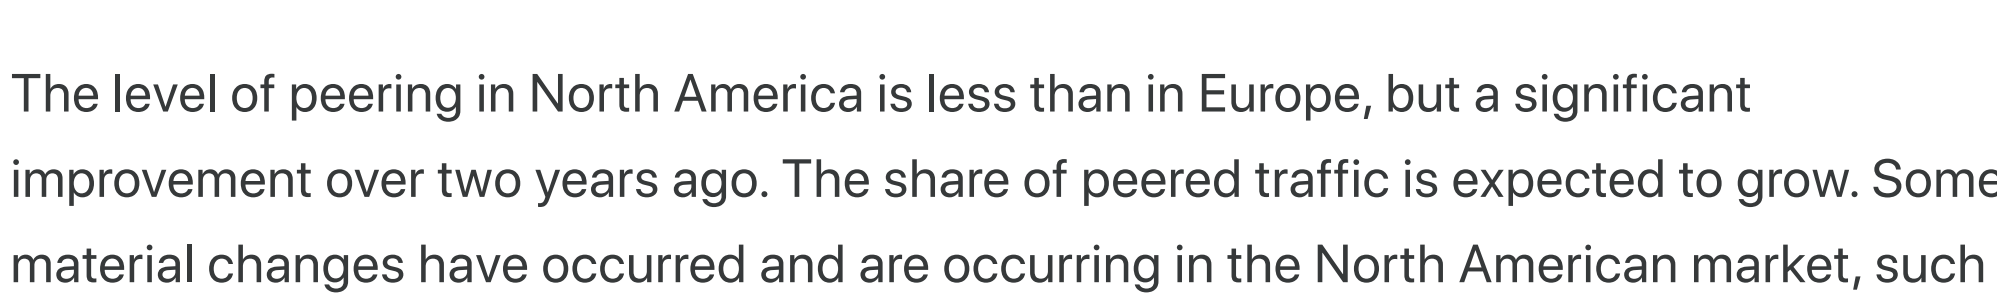 The level of peering in North America is less than in Europe, but a significant
improvement over two years ago. The share of peered traffic is expected to grow. Some
material changes have occurred and are occurring in the North American market, such